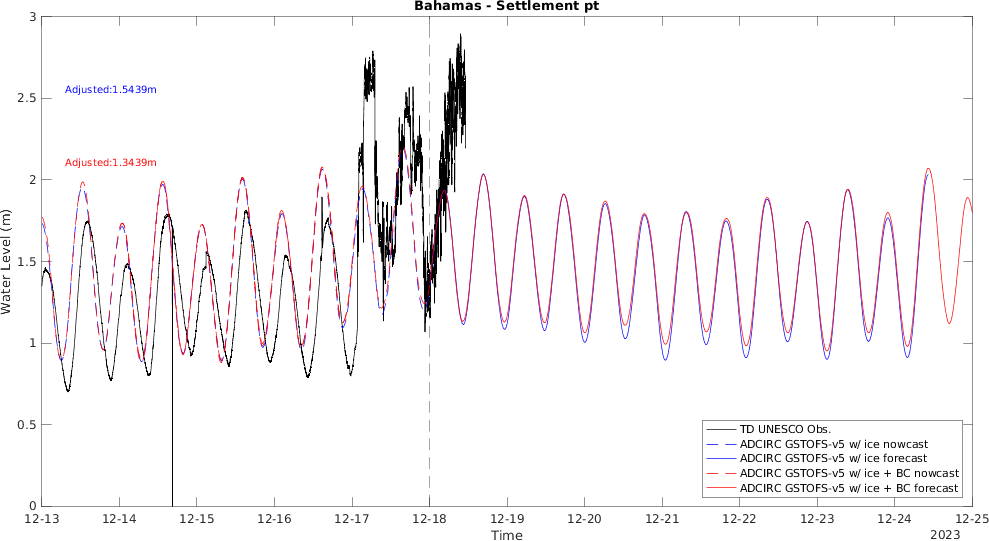 Bahamas - Settlement pt
3
2.5
2
1.5
1
0.5
0
Water Level (m)
Adjusted:1.5439m
Adjusted:1.3439m
TD UNESCO Obs.
ADCIRC GSTOFS-v5 w/ ice nowcast
ADCIRC GSTOFS-v5 w/ ice forecast
ADCIRC GSTOFS-v5 w/ ice + BC nowcast
ADCIRC GSTOFS-v5 w/ ice + BC forecast
12-13 12-14 12-15 12-16 12-17 12-18 12-19 12-20 12-21 12-22 12-23 12-24 12-25
Time
2023